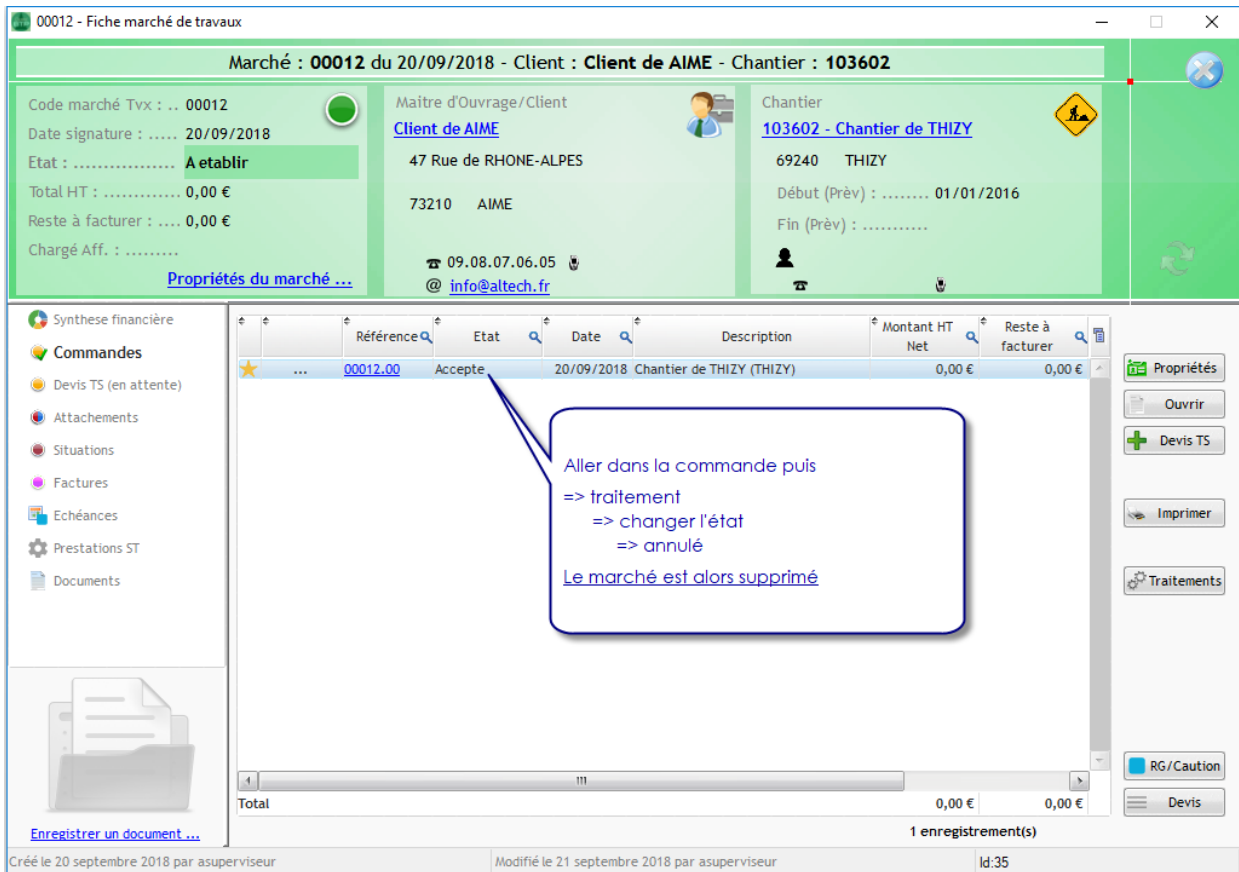 00012 - Fiche marché de travaux
Marché : 00012 du 20/09/2018 - Client : Client de AIME - Chantier : 103602
Code marché Tvx : .. 00012
Date signature : ..... 20/09/2018
Etat : ................. A etablir
Total HT : ............. 0,00 €
Reste à facturer : .... 0,00 €
Chargé Aff. : .........
Propriétés du marché ...
Maitre d'Ouvrage/Client
Client de AIME
47 Rue de RHONE-ALPES
73210 AIME
09.08.07.06.05
@ info@altech.fr
Chantier
103602 - Chantier de THIZY
69240 THIZY
Début (Prèv) : ........ 01/01/2016
Fin (Prèv) : ...........
Synthese financière
Commandes
Devis TS (en attente)
Attachements
Situations
Factures
Echéances
Prestations ST
Documents
Enregistrer un document ...
Référence Etat Date Description Montant HT Net Reste à facturer
... 00012.00 Accepte 20/09/2018 Chantier de THIZY (THIZY) 0,00 € 0,00 €
Aller dans la commande puis
=> traitement
=> changer l'état
=> annulé
Le marché est alors supprimé
Total 0,00 € 0,00 €
1 enregistrement(s)
Propriétés
Ouvrir
Devis TS
Imprimer
Traitements
RG/Caution
Devis
Créé le 20 septembre 2018 par asuperviseur Modifié le 21 septembre 2018 par asuperviseur Id:35